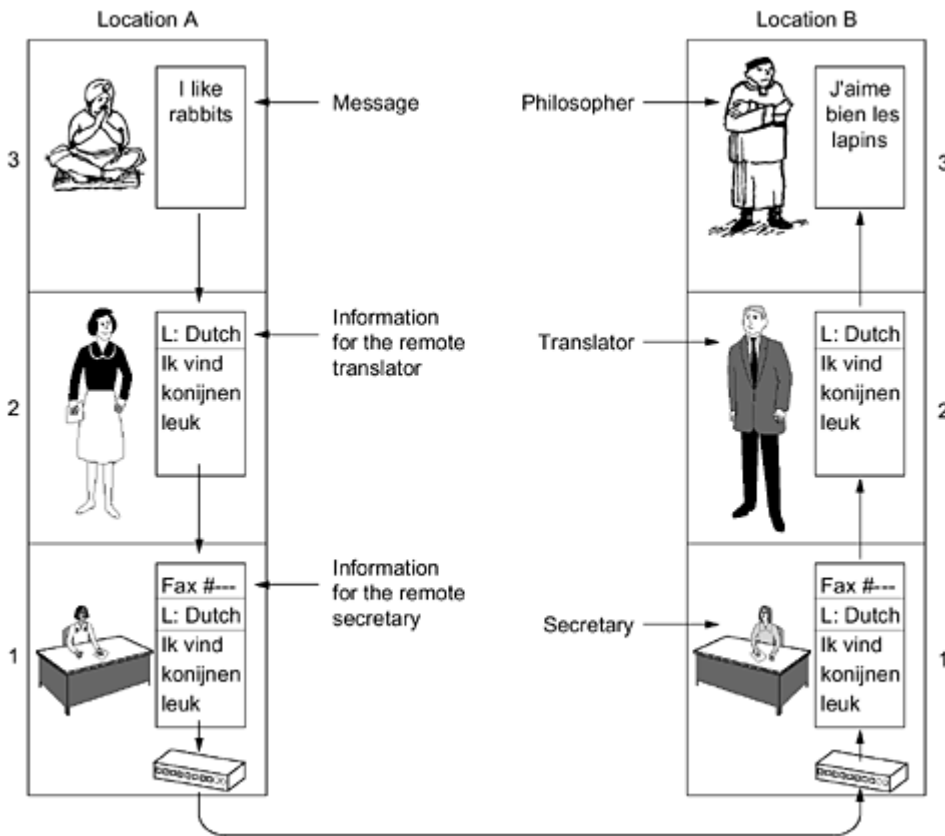 Location A
Location B
I like
rabbits
Message
Philosopher
J'aime
bien les
lapins
3
3
L: Dutch
Ik vind
konijnen
leuk
Information
for the remote
translator
Translator
L: Dutch
Ik vind
konijnen
leuk
2
2
Fax #---
L: Dutch
Ik vind
konijnen
leuk
Information
for the remote
secretary
Secretary
Fax #---
L: Dutch
Ik vind
konijnen
leuk
1
1